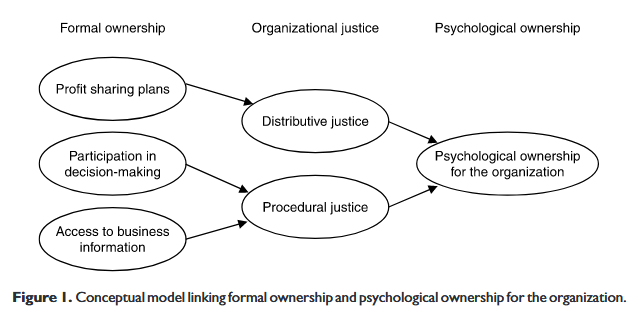 Formal ownership
Organizational justice
Psychological ownership
Profit sharing plans
Distributive justice
Participation in
decision-making
Psychological ownership
for the organization
Procedural justice
Access to business
information
Figure 1. Conceptual model linking formal ownership and psychological ownership for the organization.